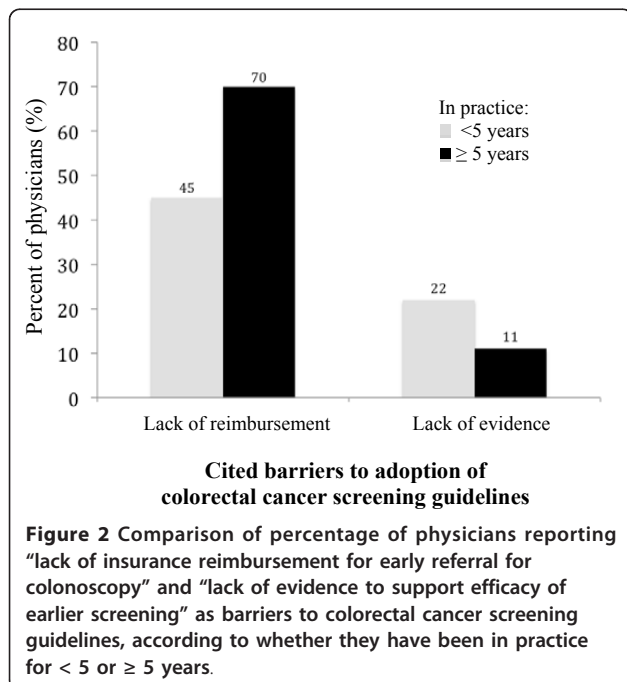 80
70
60
50
40
30
20
10
0
Percent of physicians (%)
In practice:
<5 years
≥ 5 years
45
70
22
11
Lack of reimbursement
Lack of evidence
Cited barriers to adoption of
colorectal cancer screening guidelines
Figure 2 Comparison of percentage of physicians reporting
"lack of insurance reimbursement for early referral for
colonoscopy" and "lack of evidence to support efficacy of
earlier screening" as barriers to colorectal cancer screening
guidelines, according to whether they have been in practice
for < 5 or ≥ 5 years.